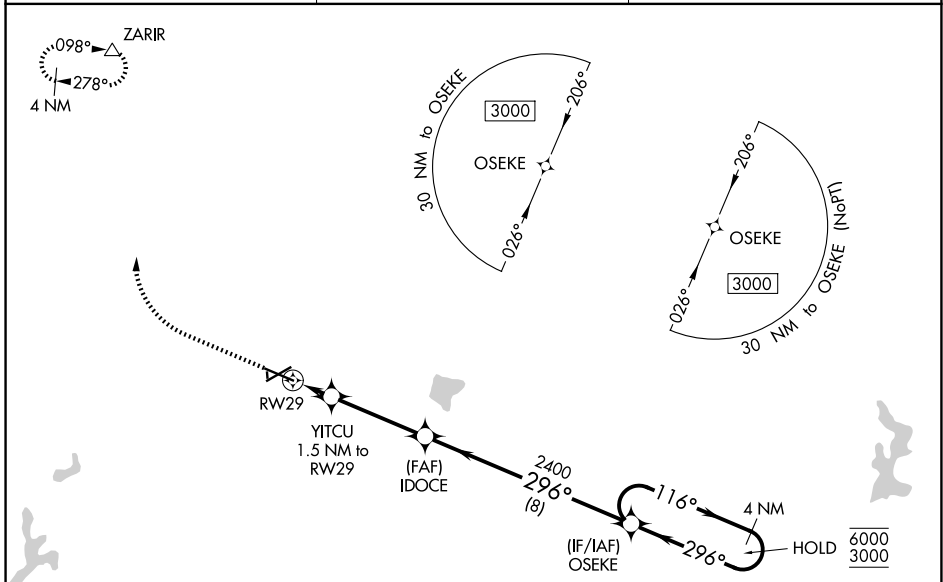 ZARIR
098°
278°
4 NM
30 NM to OSEKE
3000
206°
OSEKE
026°
206°
OSEKE
026°
3000
30 NM to OSEKE (NoPT)
RW29
YITCU
1.5 NM to
RW29
(FAF)
IDOCE
2400
296°
(8)
(IF/IAF)
OSEKE
116°
4 NM
296°
HOLD
6000
3000